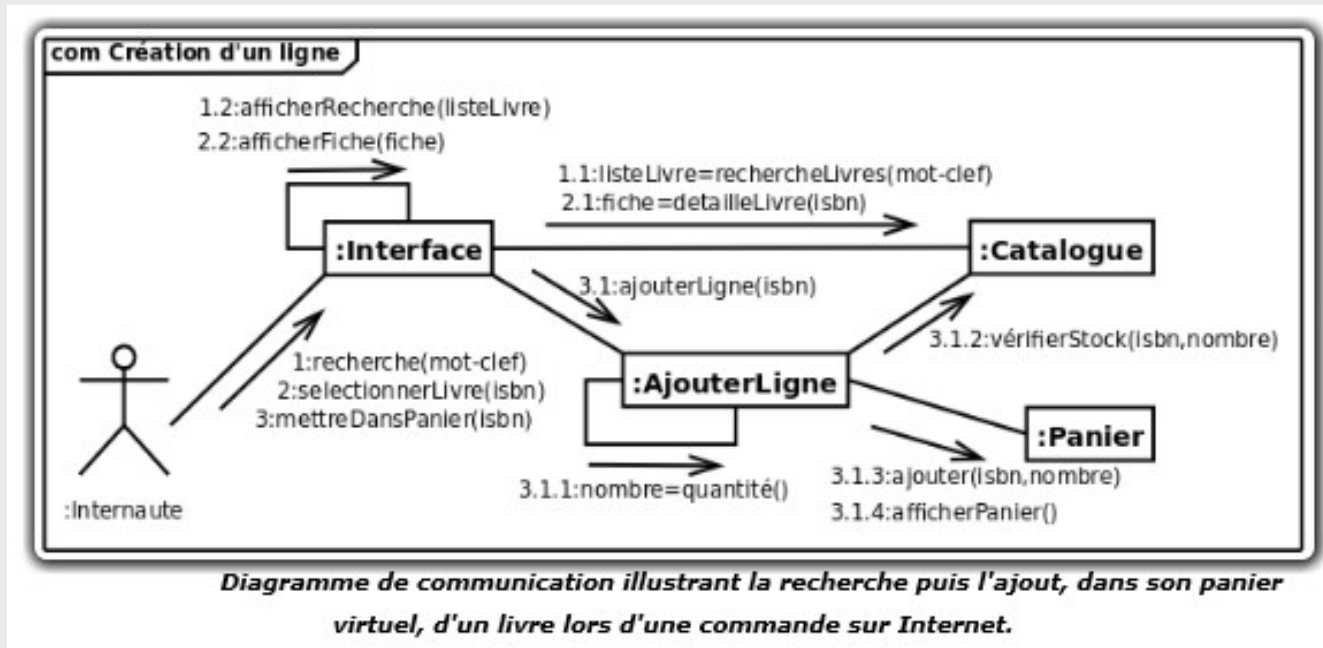 com Création d'un ligne
1.2:afficherRecherche(listeLivre)
2.2:afficherFiche(fiche)
1.1:listeLivre=rechercheLivres(mot-clef)
2.1:fiche=detailleLivre(isbn)
:Interface
:Catalogue
3.1:ajouterLigne(isbn)
3.1.2:vérifierStock(isbn,nombre)
1:recherche(mot-clef)
2:selectionnerLivre(isbn)
3:mettreDansPanier(isbn)
:AjouterLigne
:Panier
3.1.1:nombre=quantité()
3.1.3:ajouter(isbn,nombre)
3.1.4:afficherPanier()
:Internaute
Diagramme de communication illustrant la recherche puis l'ajout, dans son panier
virtuel, d'un livre lors d'une commande sur Internet.